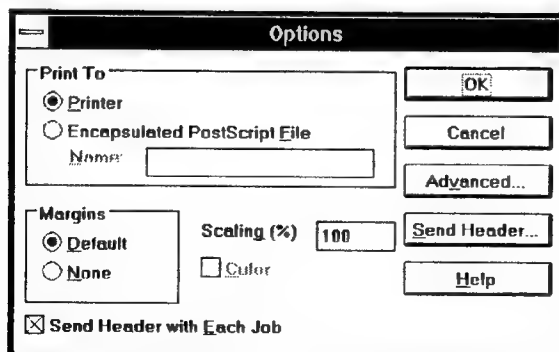 Options
Print To
Printer
Encapsulated PostScript File
Name:
OK
Cancel
Advanced...
Margins
Default
None
Scaling (%) 100
Color
Send Header...
Help
Send Header with Each Job